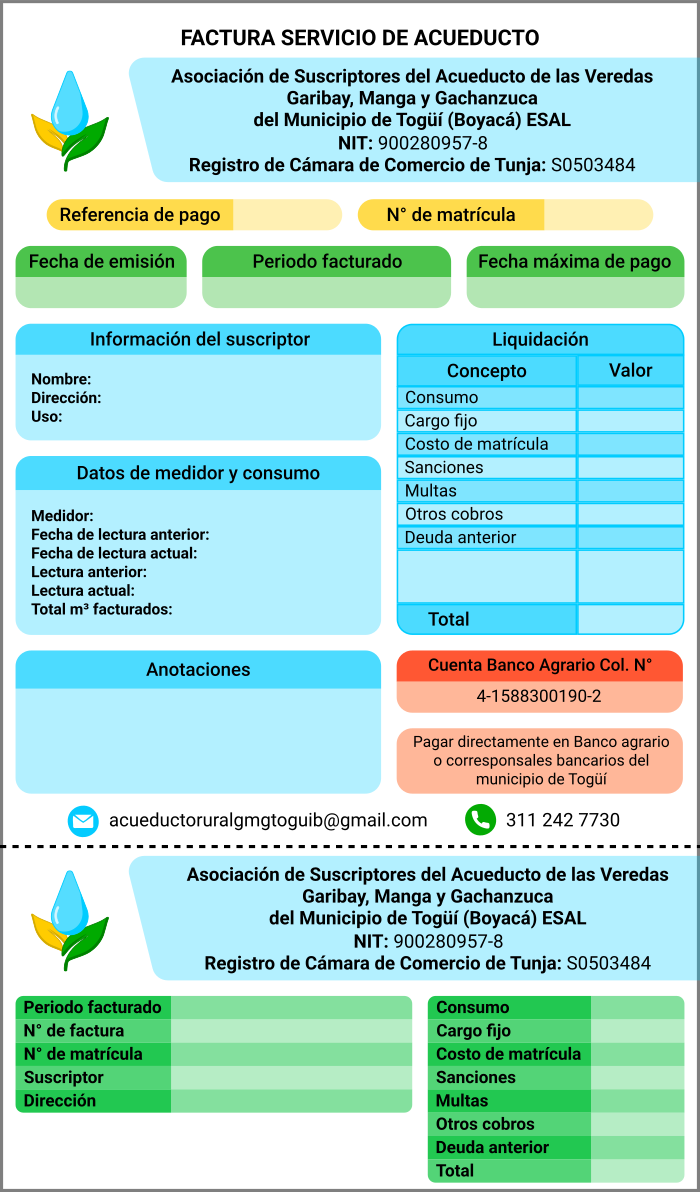 FACTURA SERVICIO DE ACUEDUCTO
Asociación de Suscriptores del Acueducto de las Veredas
Garibay, Manga y Gachanzuca
del Municipio de Togüí (Boyacá) ESAL
NIT: 900280957-8
Registro de Cámara de Comercio de Tunja: S0503484
Referencia de pago
N° de matrícula
Fecha de emisión
Periodo facturado
Fecha máxima de pago
Información del suscriptor
Nombre:
Dirección:
Uso:
Datos de medidor y consumo
Medidor:
Fecha de lectura anterior:
Fecha de lectura actual:
Lectura anterior:
Lectura actual:
Total m³ facturados:
Liquidación
Concepto Valor
Consumo
Cargo fijo
Costo de matrícula
Sanciones
Multas
Otros cobros
Deuda anterior
Total
Anotaciones
Cuenta Banco Agrario Col. N°
4-1588300190-2
Pagar directamente en Banco agrario
o corresponsales bancarios del
municipio de Togüí
acueductoruralgmgtoguib@gmail.com
311 242 7730
Asociación de Suscriptores del Acueducto de las Veredas
Garibay, Manga y Gachanzuca
del Municipio de Togüí (Boyacá) ESAL
NIT: 900280957-8
Registro de Cámara de Comercio de Tunja: S0503484
Periodo facturado
N° de factura
N° de matrícula
Suscriptor
Dirección
Consumo
Cargo fijo
Costo de matrícula
Sanciones
Multas
Otros cobros
Deuda anterior
Total